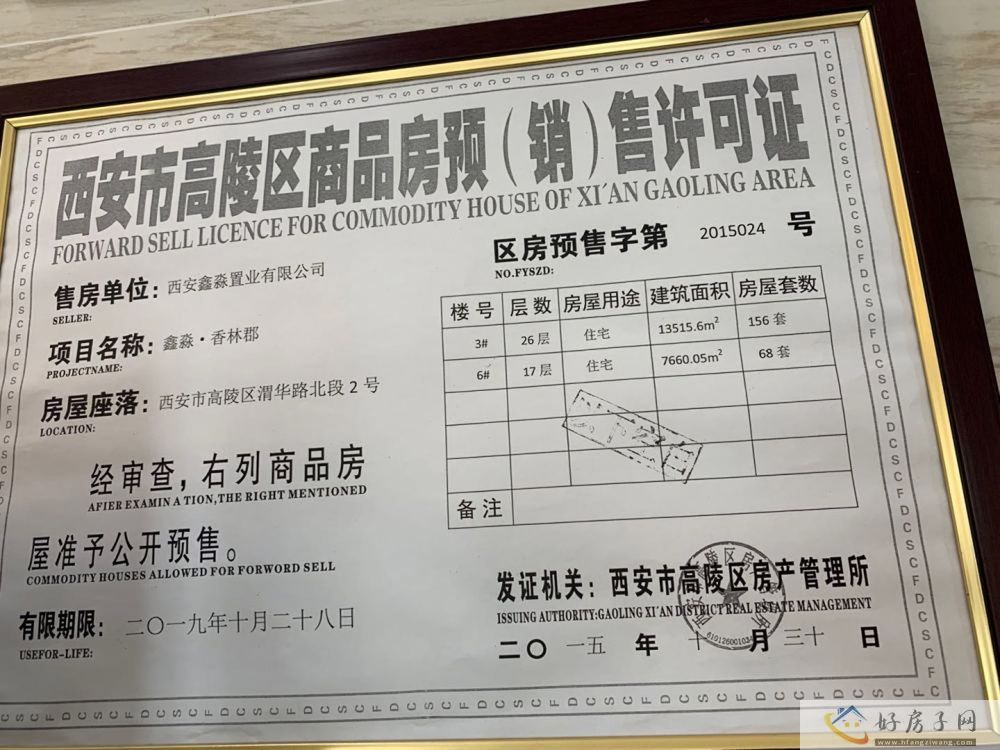 西安市高陵区商品房预(销)售许可证
FORWARD SELL LICENCE FOR COMMODITY HOUSE OF XI'AN GAOLING AREA
区房预售字第 2015024 号
NO.FYSZD:
售房单位: 西安鑫淼置业有限公司
SELLER:
项目名称: 鑫淼·香林郡
PROJECTNAME:
房屋座落: 西安市高陵区渭华路北段2号
LOCATION:
经审查,右列商品房
AFIER EXAMIN A TION,THE RIGHT MENTIONED
屋准予公开预售。
COMMODITY HOUSES ALLOWED FOR FORWORD SELL
有限期限: 二〇一九年十月二十八日
USEFOR-LIFE:
楼号 层数 房屋用途 建筑面积 房屋套数
3# 26层 住宅 13515.6m² 156套
6# 17层 住宅 7660.05m² 68套
备注
发证机关: 西安市高陵区房产管理所
ISSUING AUTHORITY:GAOLING XI'AN DISTRICT REAL ESTATE MANAGEMENT
二〇一五 年 十 月 三十 日
好房子网
www.hfangziwang.com